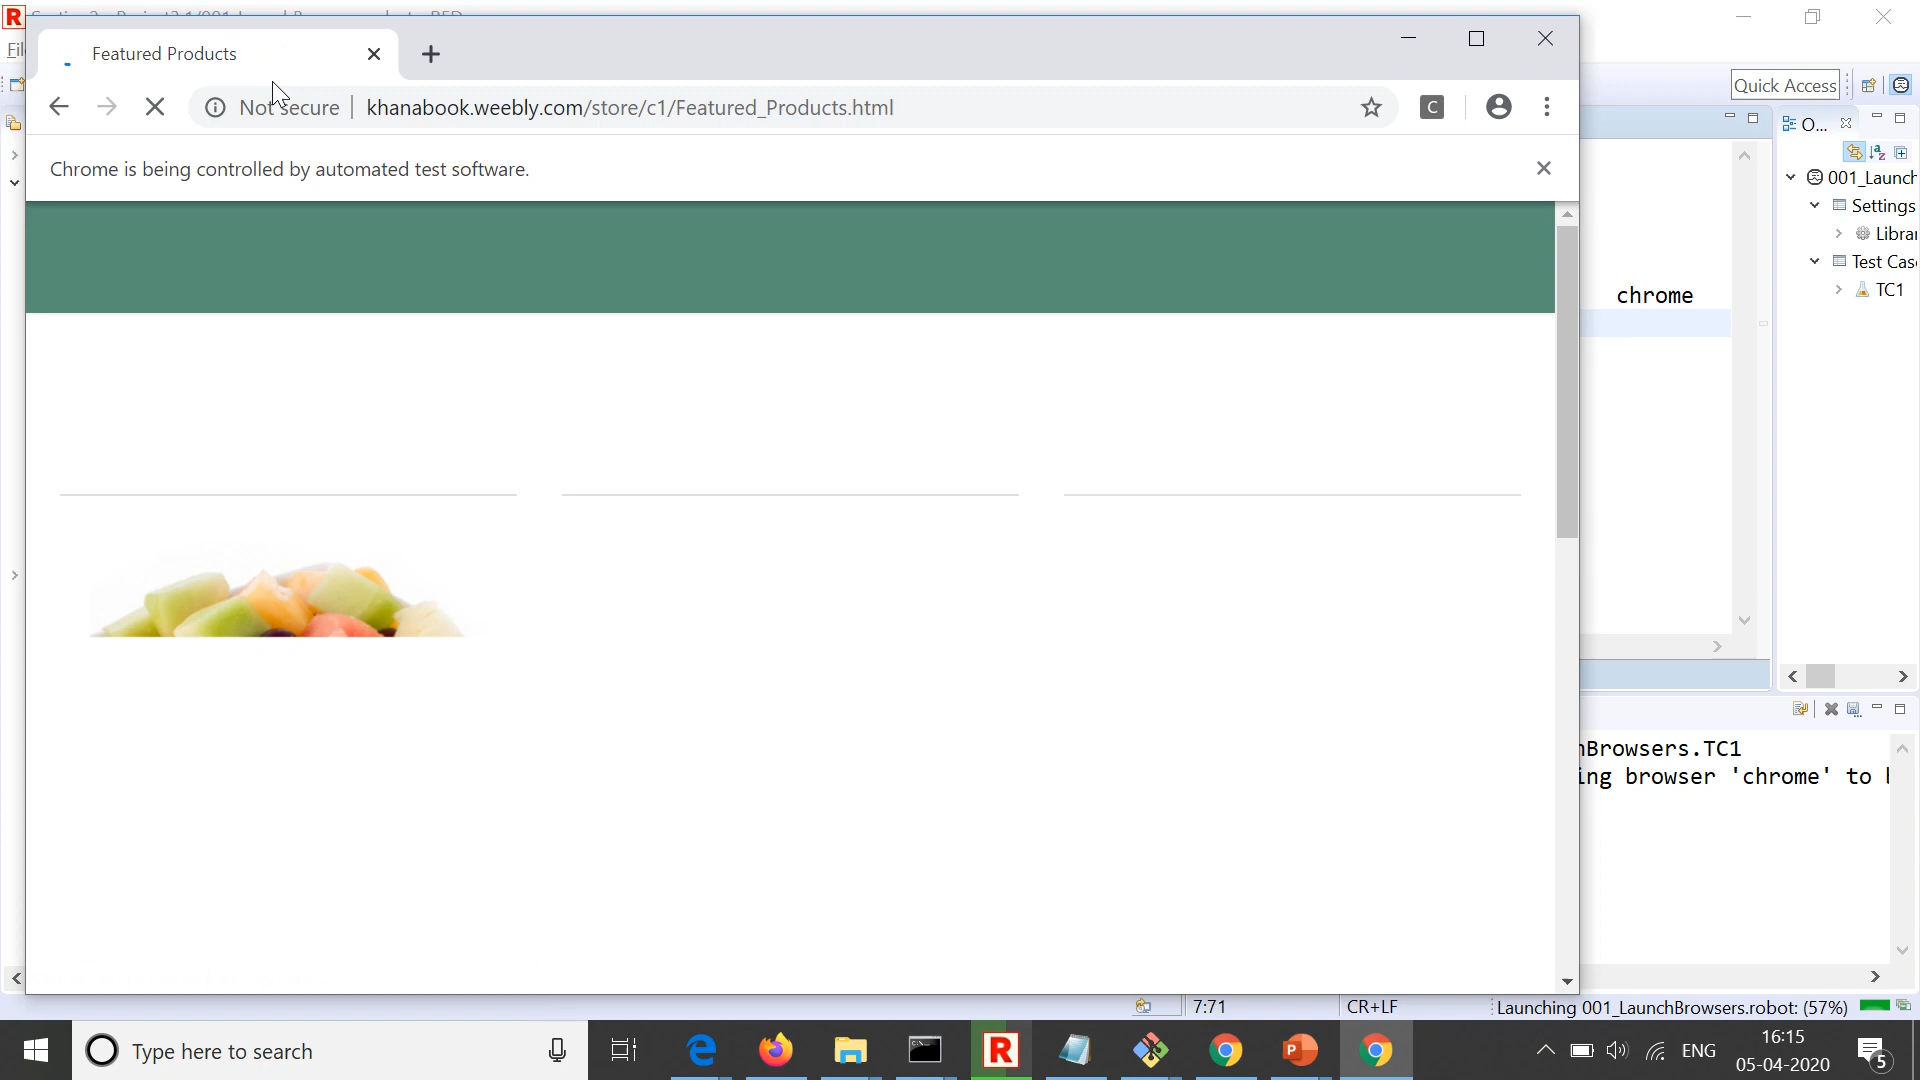 Featured Products
Not secure khanabook.weebly.com/store/c1/Featured_Products.html
C
Chrome is being controlled by automated test software.
Quick Access
O...
001_Launch
Settings
Test Cas
TC1
chrome
nBrowsers.TC1
ing browser 'chrome' to
7:71
CR+LF
Launching 001_LaunchBrowsers.robot: (57%)
Type here to search
R
P
ENG
16:15
05-04-2020
5